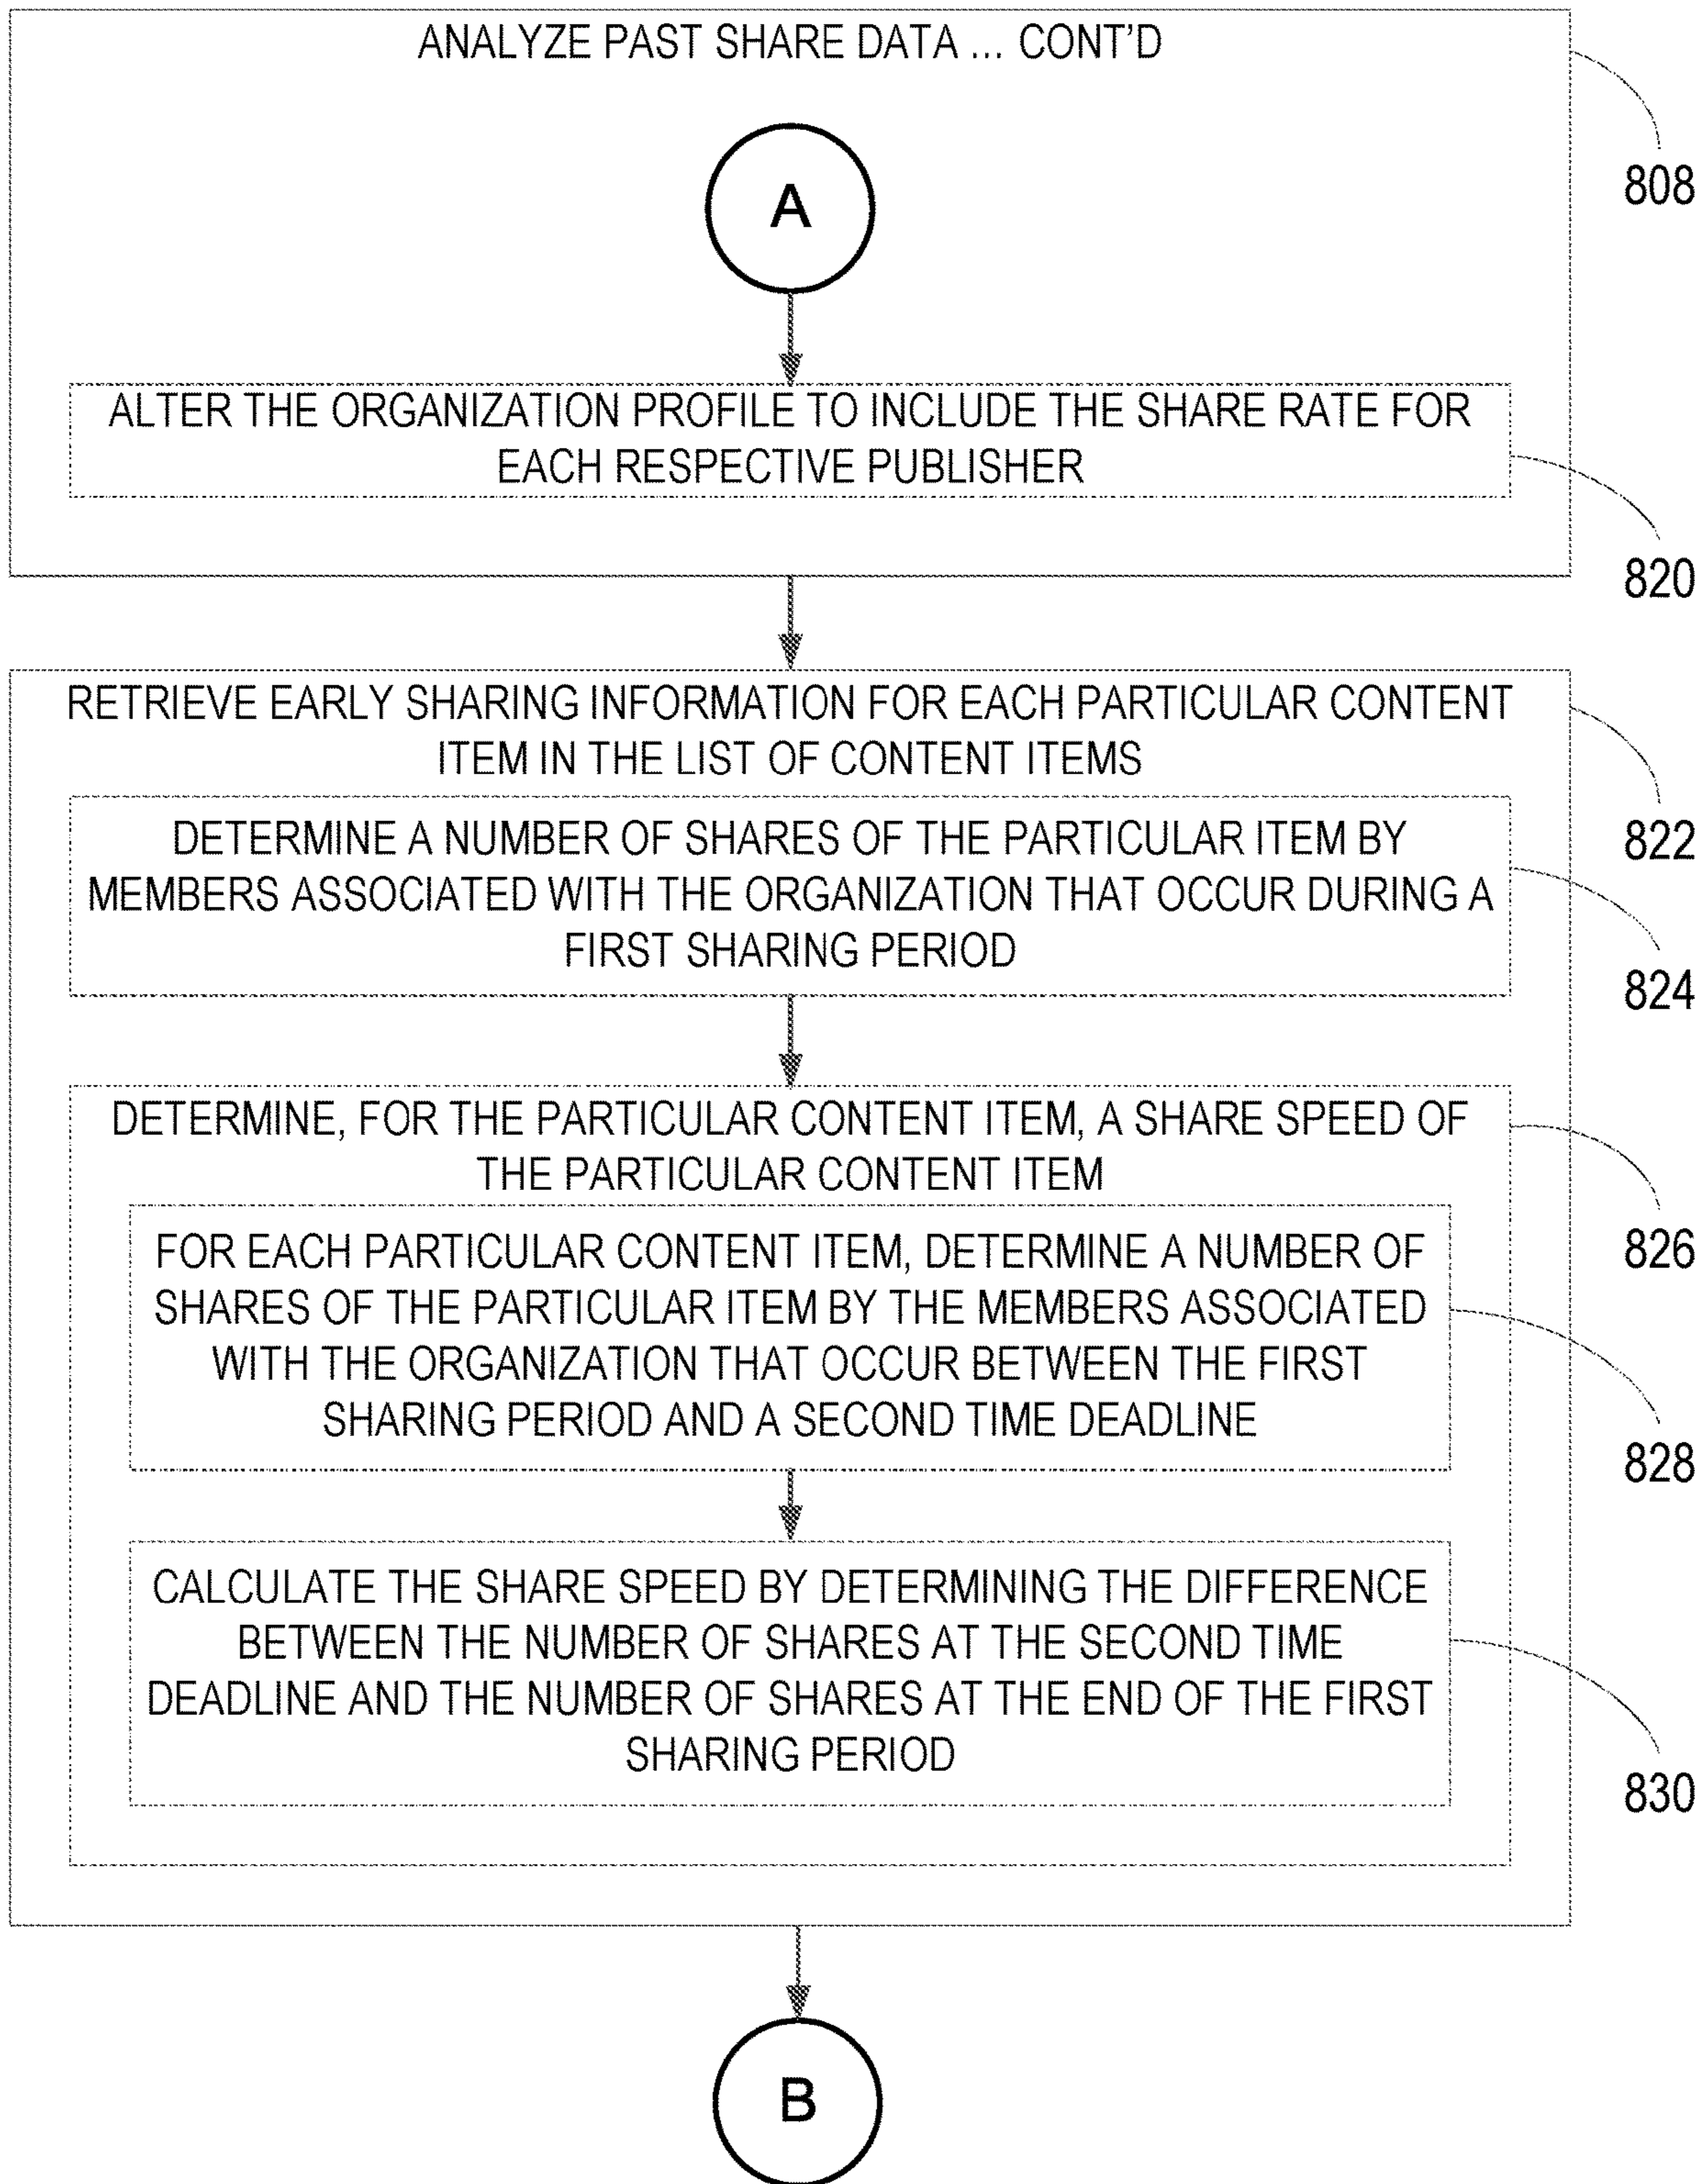 ANALYZE PAST SHARE DATA ... CONT'D
808
A
ALTER THE ORGANIZATION PROFILE TO INCLUDE THE SHARE RATE FOR
EACH RESPECTIVE PUBLISHER
820
RETRIEVE EARLY SHARING INFORMATION FOR EACH PARTICULAR CONTENT
ITEM IN THE LIST OF CONTENT ITEMS
822
DETERMINE A NUMBER OF SHARES OF THE PARTICULAR ITEM BY
MEMBERS ASSOCIATED WITH THE ORGANIZATION THAT OCCUR DURING A
FIRST SHARING PERIOD
824
DETERMINE, FOR THE PARTICULAR CONTENT ITEM, A SHARE SPEED OF
THE PARTICULAR CONTENT ITEM
826
FOR EACH PARTICULAR CONTENT ITEM, DETERMINE A NUMBER OF
SHARES OF THE PARTICULAR ITEM BY THE MEMBERS ASSOCIATED
WITH THE ORGANIZATION THAT OCCUR BETWEEN THE FIRST
SHARING PERIOD AND A SECOND TIME DEADLINE
828
CALCULATE THE SHARE SPEED BY DETERMINING THE DIFFERENCE
BETWEEN THE NUMBER OF SHARES AT THE SECOND TIME
DEADLINE AND THE NUMBER OF SHARES AT THE END OF THE FIRST
SHARING PERIOD
830
B